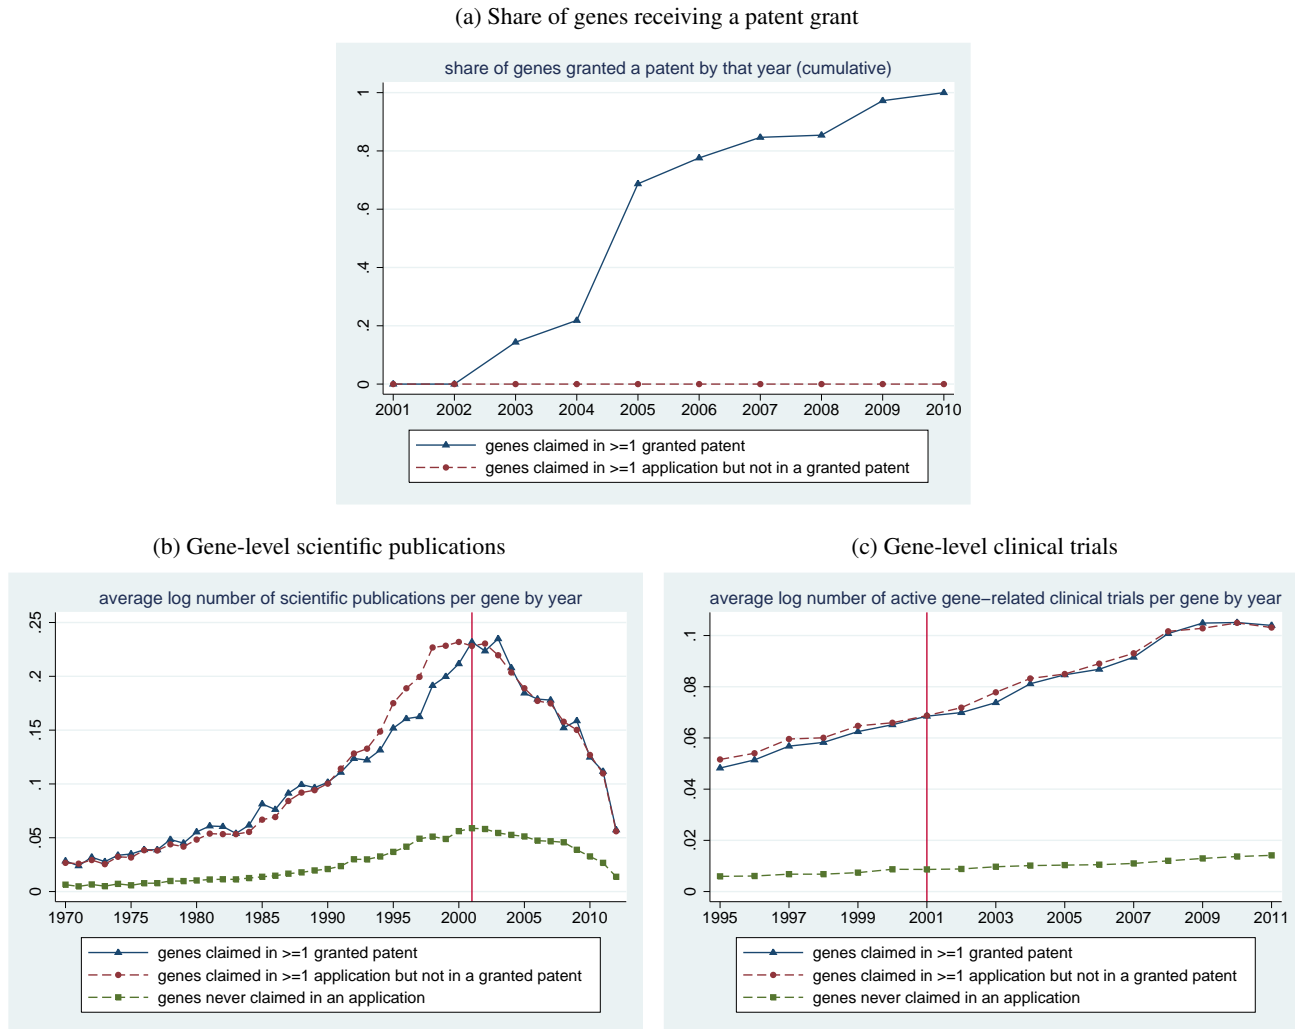 (a) Share of genes receiving a patent grant
share of genes granted a patent by that year (cumulative)
1
.8
.6
.4
.2
0
2001 2002 2003 2004 2005 2006 2007 2008 2009 2010
genes claimed in >=1 granted patent
genes claimed in >=1 application but not in a granted patent
(b) Gene-level scientific publications
average log number of scientific publications per gene by year
.25
.2
.15
.1
.05
0
1970 1975 1980 1985 1990 1995 2000 2005 2010
genes claimed in >=1 granted patent
genes claimed in >=1 application but not in a granted patent
genes never claimed in an application
(c) Gene-level clinical trials
average log number of active gene−related clinical trials per gene by year
.1
.08
.06
.04
.02
0
1995 1997 1999 2001 2003 2005 2007 2009 2011
genes claimed in >=1 granted patent
genes claimed in >=1 application but not in a granted patent
genes never claimed in an application